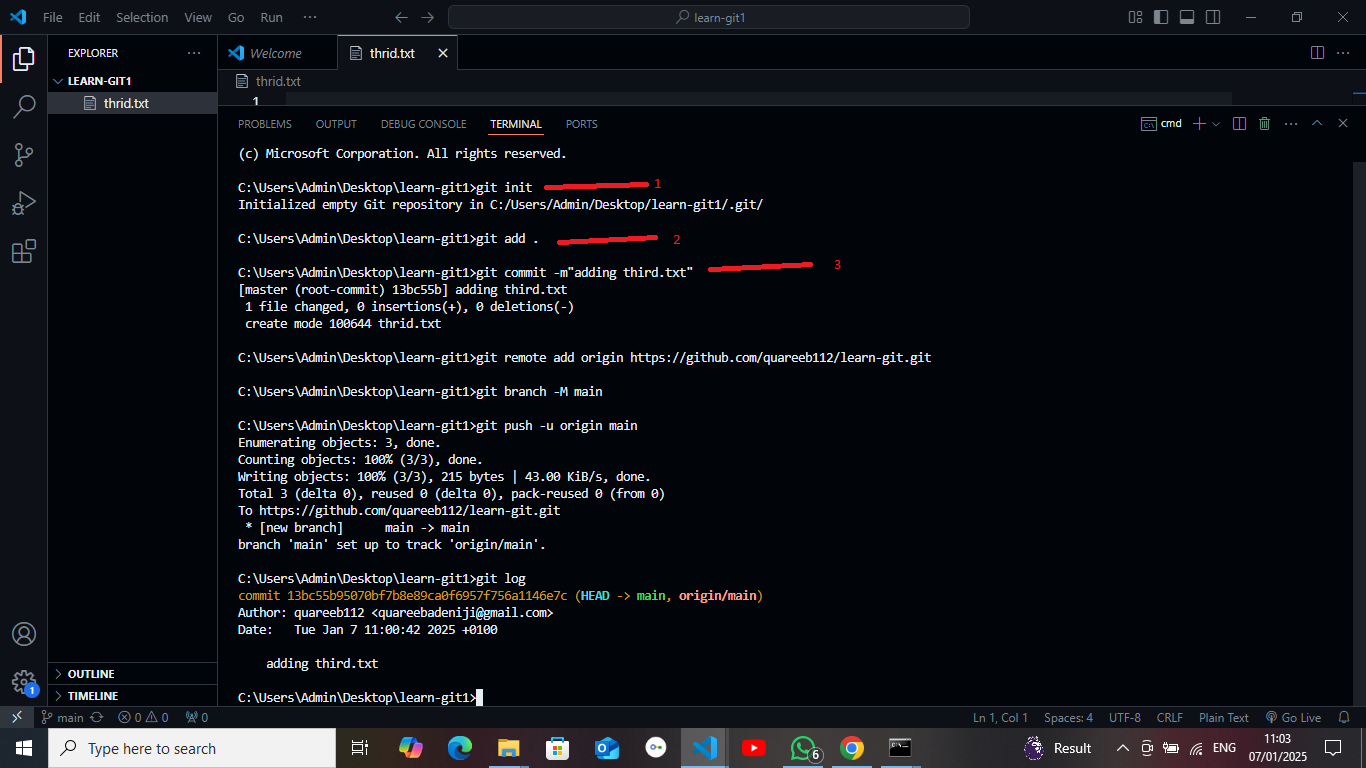 File Edit Selection View Go Run ··· learn-git1
EXPLORER ···
Welcome
thrid.txt
LEARN-GIT1
thrid.txt
thrid.txt
1
PROBLEMS OUTPUT DEBUG CONSOLE TERMINAL PORTS
cmd
(c) Microsoft Corporation. All rights reserved.
C:\Users\Admin\Desktop\learn-git1>git init 1
Initialized empty Git repository in C:/Users/Admin/Desktop/learn-git1/.git/
C:\Users\Admin\Desktop\learn-git1>git add . 2
C:\Users\Admin\Desktop\learn-git1>git commit -m"adding third.txt" 3
[master (root-commit) 13bc55b] adding third.txt
1 file changed, 0 insertions(+), 0 deletions(-)
create mode 100644 thrid.txt
C:\Users\Admin\Desktop\learn-git1>git remote add origin https://github.com/quareeb112/learn-git.git
C:\Users\Admin\Desktop\learn-git1>git branch -M main
C:\Users\Admin\Desktop\learn-git1>git push -u origin main
Enumerating objects: 3, done.
Counting objects: 100% (3/3), done.
Writing objects: 100% (3/3), 215 bytes | 43.00 KiB/s, done.
Total 3 (delta 0), reused 0 (delta 0), pack-reused 0 (from 0)
To https://github.com/quareeb112/learn-git.git
* [new branch]      main -> main
branch 'main' set up to track 'origin/main'.
C:\Users\Admin\Desktop\learn-git1>git log
commit 13bc55b95070bf7b8e89ca0f6957f756a1146e7c (HEAD -> main, origin/main)
Author: quareeb112 <quareebadeniji@gmail.com>
Date:   Tue Jan 7 11:00:42 2025 +0100
adding third.txt
C:\Users\Admin\Desktop\learn-git1>
OUTLINE
TIMELINE
1
main 0 0 0
Ln 1, Col 1 Spaces: 4 UTF-8 CRLF Plain Text Go Live
Type here to search
6
Result
ENG
11:03
07/01/2025